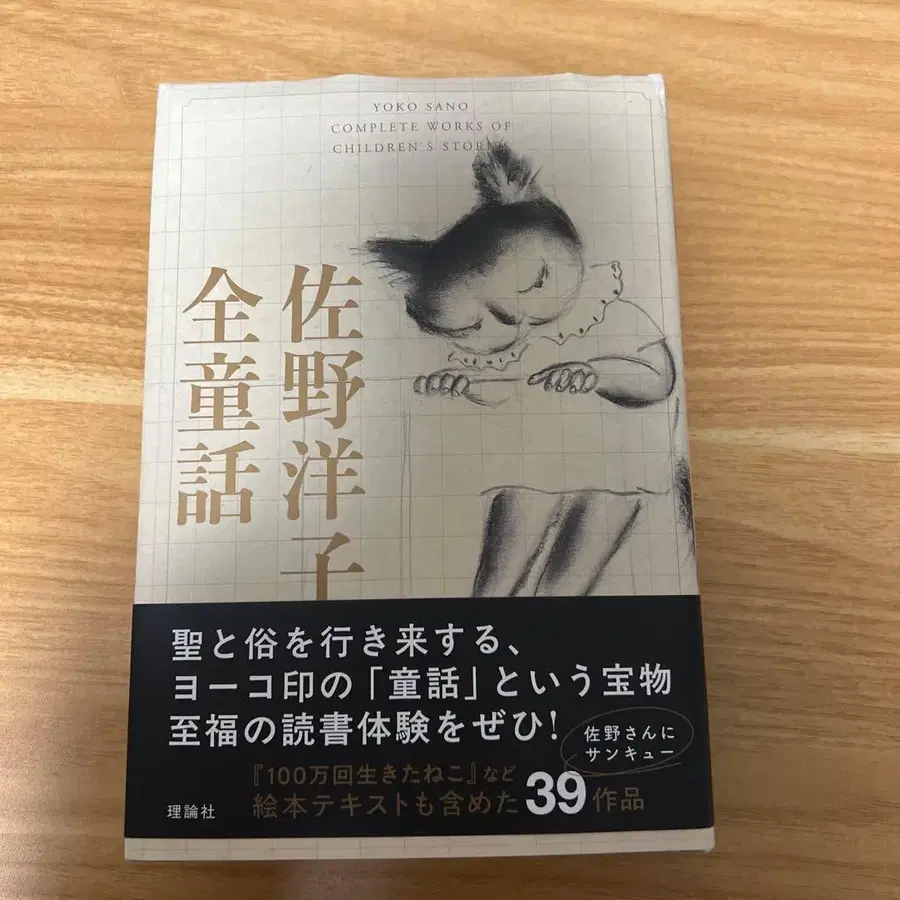 YOKO SANO
COMPLETE WORKS OF
CHILDREN'S STORIES
佐野洋子
全童話
聖と俗を行き来する、
ヨーコ印の「童話」という宝物
至福の読書体験をぜひ!
佐野さんに
サンキュー
『100万回生きたねこ』など
絵本テキストも含めた39作品
理論社